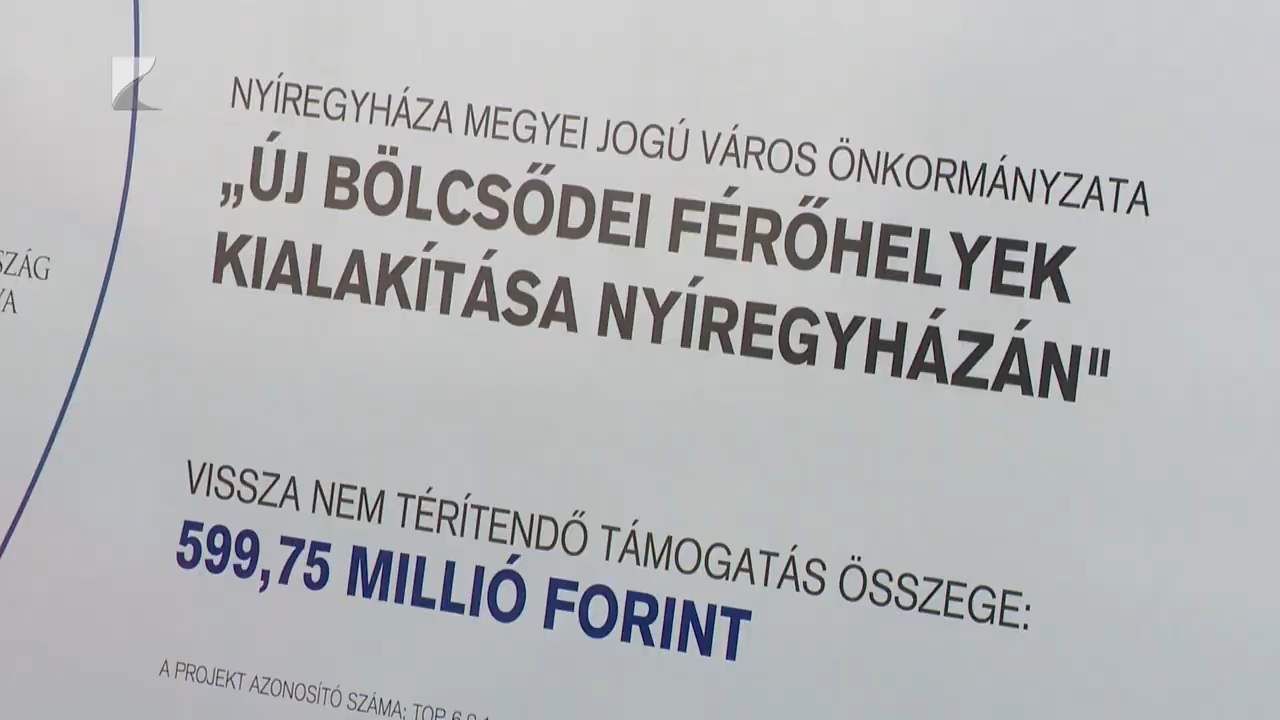 NYÍREGYHÁZA MEGYEI JOGÚ VÁROS ÖNKORMÁNYZATA
„ÚJ BÖLCSŐDEI FÉRŐHELYEK
KIALAKÍTÁSA NYÍREGYHÁZÁN"
VISSZA NEM TÉRÍTENDŐ TÁMOGATÁS ÖSSZEGE:
599,75 MILLIÓ FORINT
A PROJEKT AZONOSÍTÓ SZÁMA: TOP